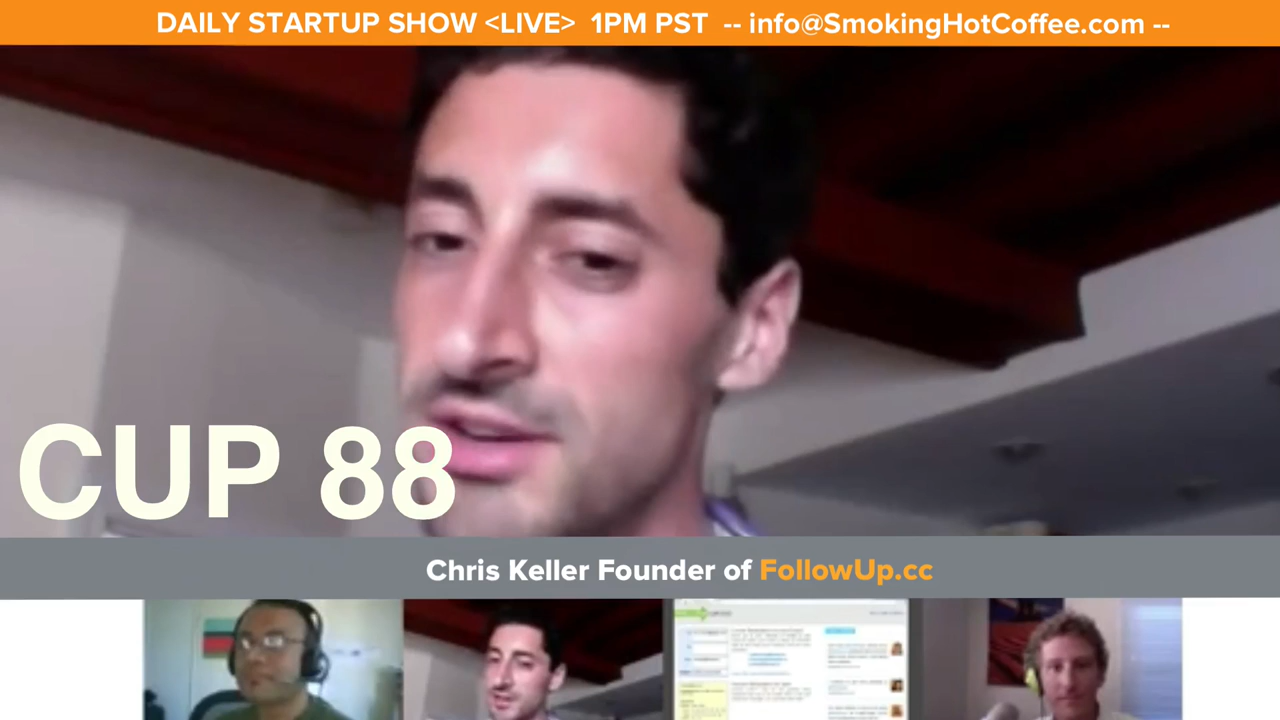 DAILY STARTUP SHOW <LIVE>  1PM PST  -- info@SmokingHotCoffee.com --
CUP 88
Chris Keller Founder of FollowUp.cc